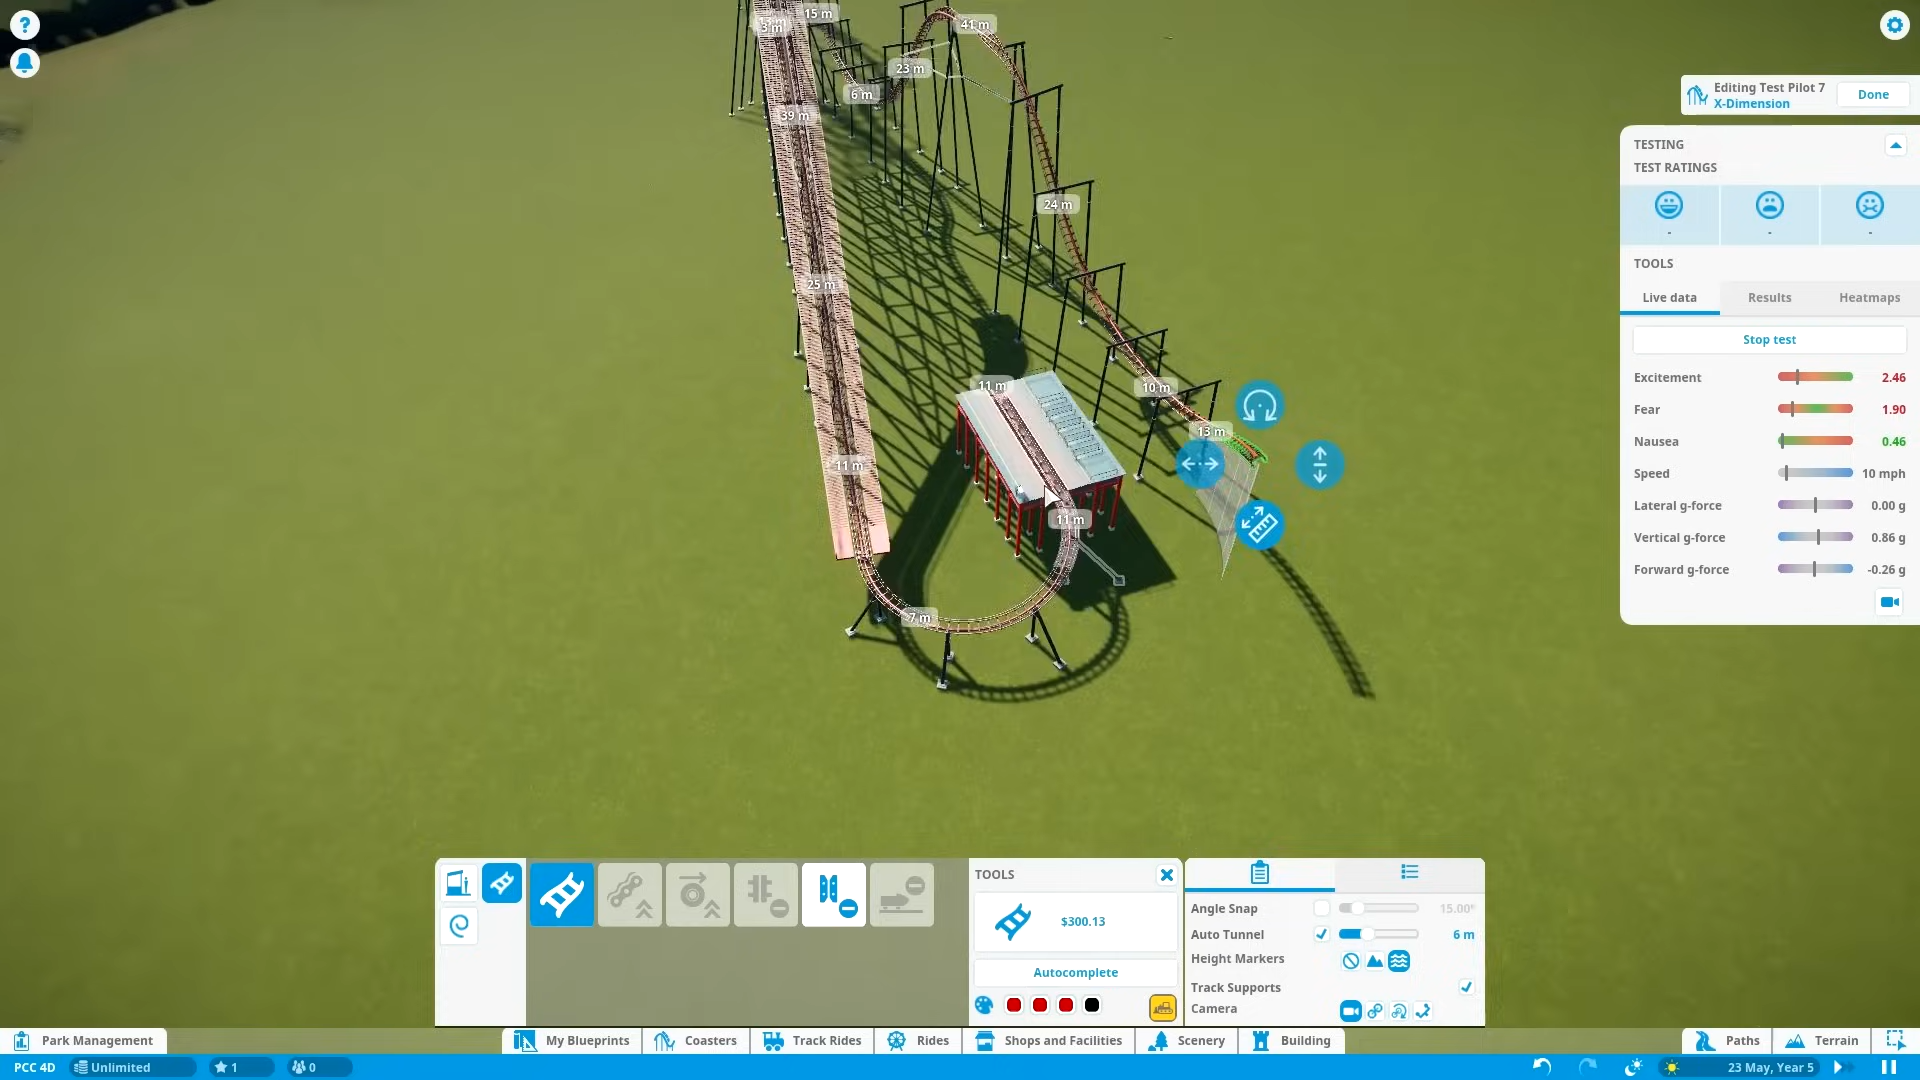 15 m
41 m
3 m
23 m
6 m
39 m
24 m
25 m
11 m
10 m
13 m
11 m
11 m
7 m
Editing Test Pilot 7
X-Dimension
Done
TESTING
TEST RATINGS
- - -
TOOLS
Live data Results Heatmaps
Stop test
Excitement 2.46
Fear 1.90
Nausea 0.46
Speed 10 mph
Lateral g-force 0.00 g
Vertical g-force 0.86 g
Forward g-force -0.26 g
TOOLS
$300.13
Autocomplete
Angle Snap 15.00°
Auto Tunnel 6 m
Height Markers
Track Supports
Camera
Park Management My Blueprints Coasters Track Rides Rides Shops and Facilities Scenery Building Paths Terrain
PCC 4D Unlimited 1 0 23 May, Year 5